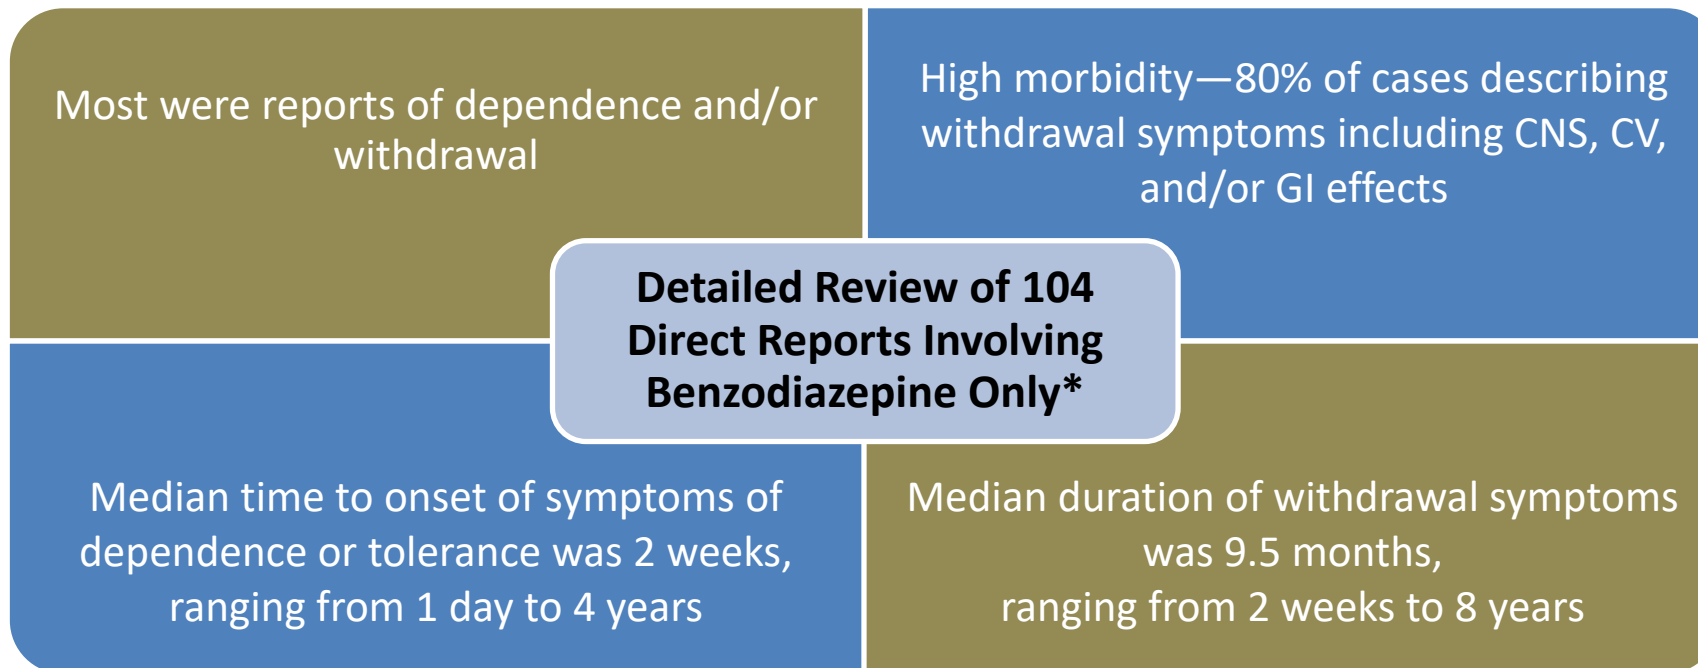 Most were reports of dependence and/or
withdrawal
High morbidity—80% of cases describing
withdrawal symptoms including CNS, CV,
and/or GI effects
Detailed Review of 104
Direct Reports Involving
Benzodiazepine Only*
Median time to onset of symptoms of
dependence or tolerance was 2 weeks,
ranging from 1 day to 4 years
Median duration of withdrawal symptoms
was 9.5 months,
ranging from 2 weeks to 8 years